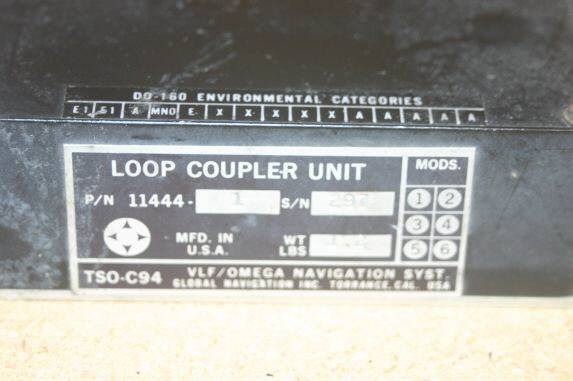 DO-160 ENVIRONMENTAL CATEGORIES
E1 51 A MNO E X X X X X X A A A A A
LOOP COUPLER UNIT
MODS.
P/N 11444- 1 S/N
1 2
3 4
MFD. IN U.S.A. WT LBS
5 6
TSO-C94 VLF/OMEGA NAVIGATION SYST.
GLOBAL NAVIGATION INC. TORRANCE, CAL. USA